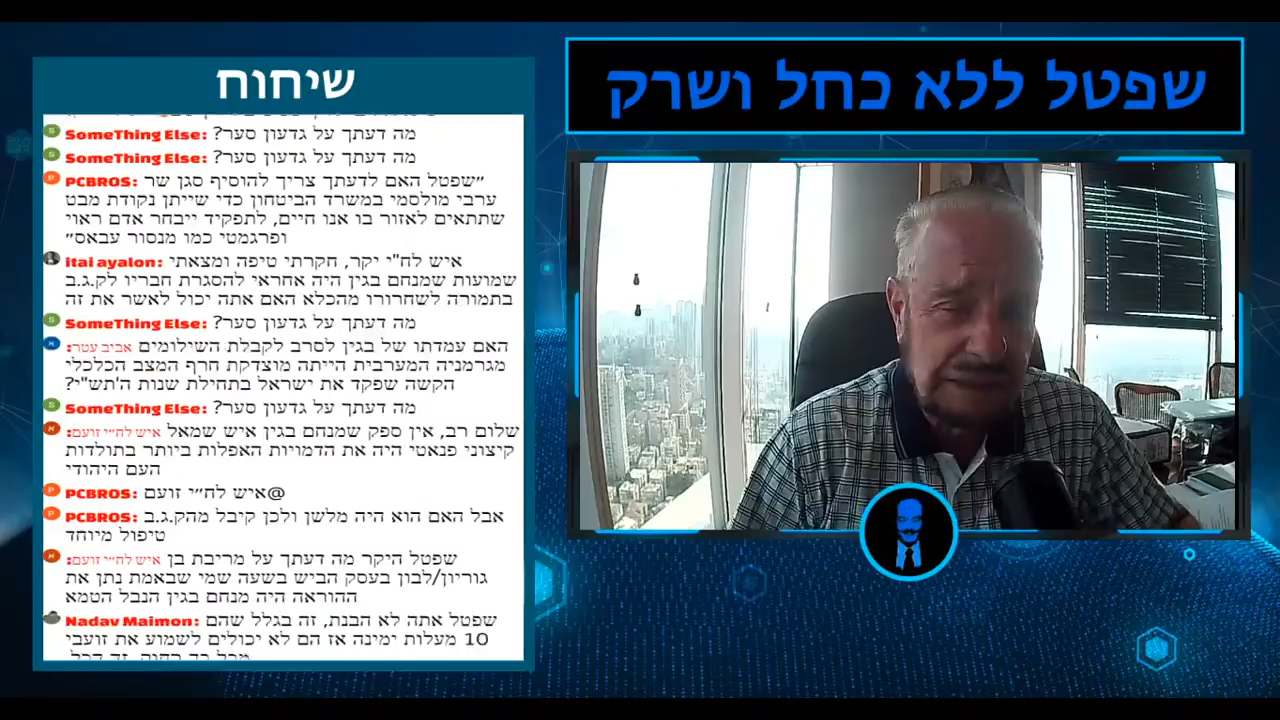 שפטל ללא כחל ושרק
שיחוח
SomeThing Else: מה דעתך על גדעון סער?
SomeThing Else: מה דעתך על גדעון סער?
PCBROS: ״שפטל האם לדעתך צריך להוסיף סגן שר
ערבי מולסמי במשרד הביטחון כדי שייתן נקודת מבט
שתתאים לאזור בו אנו חיים, לתפקיד ייבחר אדם ראוי
ופרגמטי כמו מנסור עבאס״
Itai ayalon: איש לח"י יקר, חקרתי טיפה ומצאתי
שמועות שמנחם בגין היה אחראי להסגרת חבריו לק.ג.ב
בתמורה לשחרורו מהכלא האם אתה יכול לאשר את זה
SomeThing Else: מה דעתך על גדעון סער?
אביב עטר: האם עמדתו של בגין לסרב לקבלת השילומים
מגרמניה המערבית הייתה מוצדקת חרף המצב הכלכלי
הקשה שפקד את ישראל בתחילת שנות ה'תש"י?
SomeThing Else: מה דעתך על גדעון סער?
איש לח״י זועם: שלום רב, אין ספק שמנחם בגין איש שמאל
קיצוני פנאטי היה את הדמויות האפלות ביותר בתולדות
העם היהודי
PCBROS: @איש לח״י זועם
PCBROS: אבל האם הוא היה מלשן ולכן קיבל מהק.ג.ב
טיפול מיוחד
איש לח״י זועם: שפטל היקר מה דעתך על מריבת בן
גוריון/לבון בעסק הביש בשעה שמי שבאמת נתן את
ההוראה היה מנחם בגין הנבל הטמא
Nadav Maimon: שפטל אתה לא הבנת, זה בגלל שהם
10 מעלות ימינה אז הם לא יכולים לשמוע את זועבי